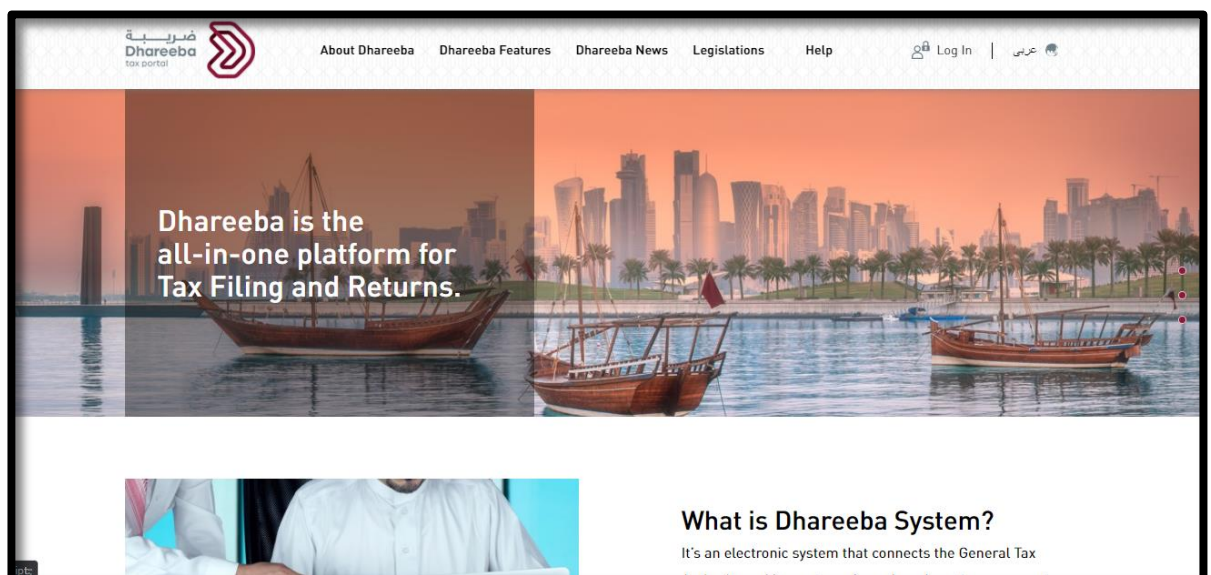 ضريبة
Dhareeba
tax portal
About Dhareeba Dhareeba Features Dhareeba News Legislations Help Log In عربي
Dhareeba is the
all-in-one platform for
Tax Filing and Returns.
What is Dhareeba System?
It's an electronic system that connects the General Tax